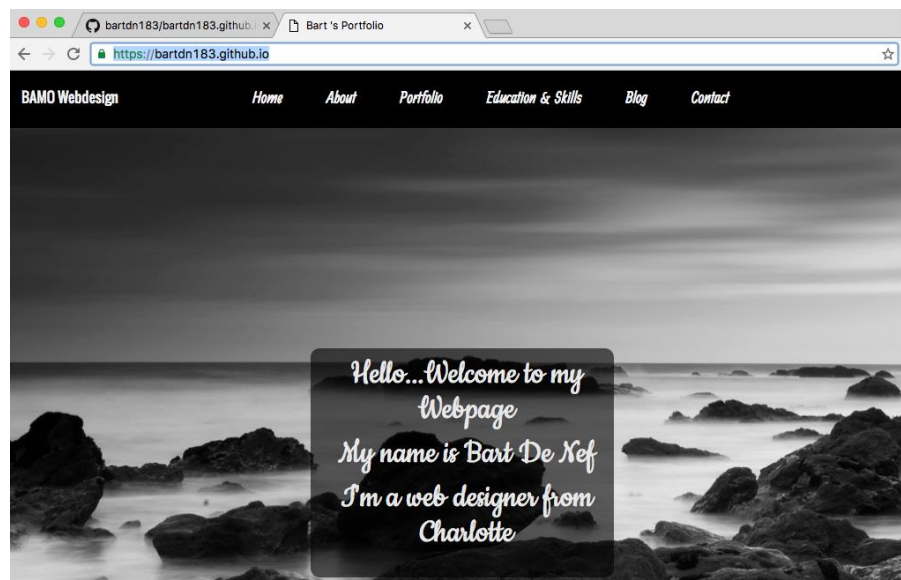 bartdn183/bartdn183.github.i
Bart 's Portfolio
https://bartdn183.github.io
BAMO Webdesign Home About Portfolio Education & Skills Blog Contact
Hello...Welcome to my
Webpage
My name is Bart De Nef
I'm a web designer from
Charlotte